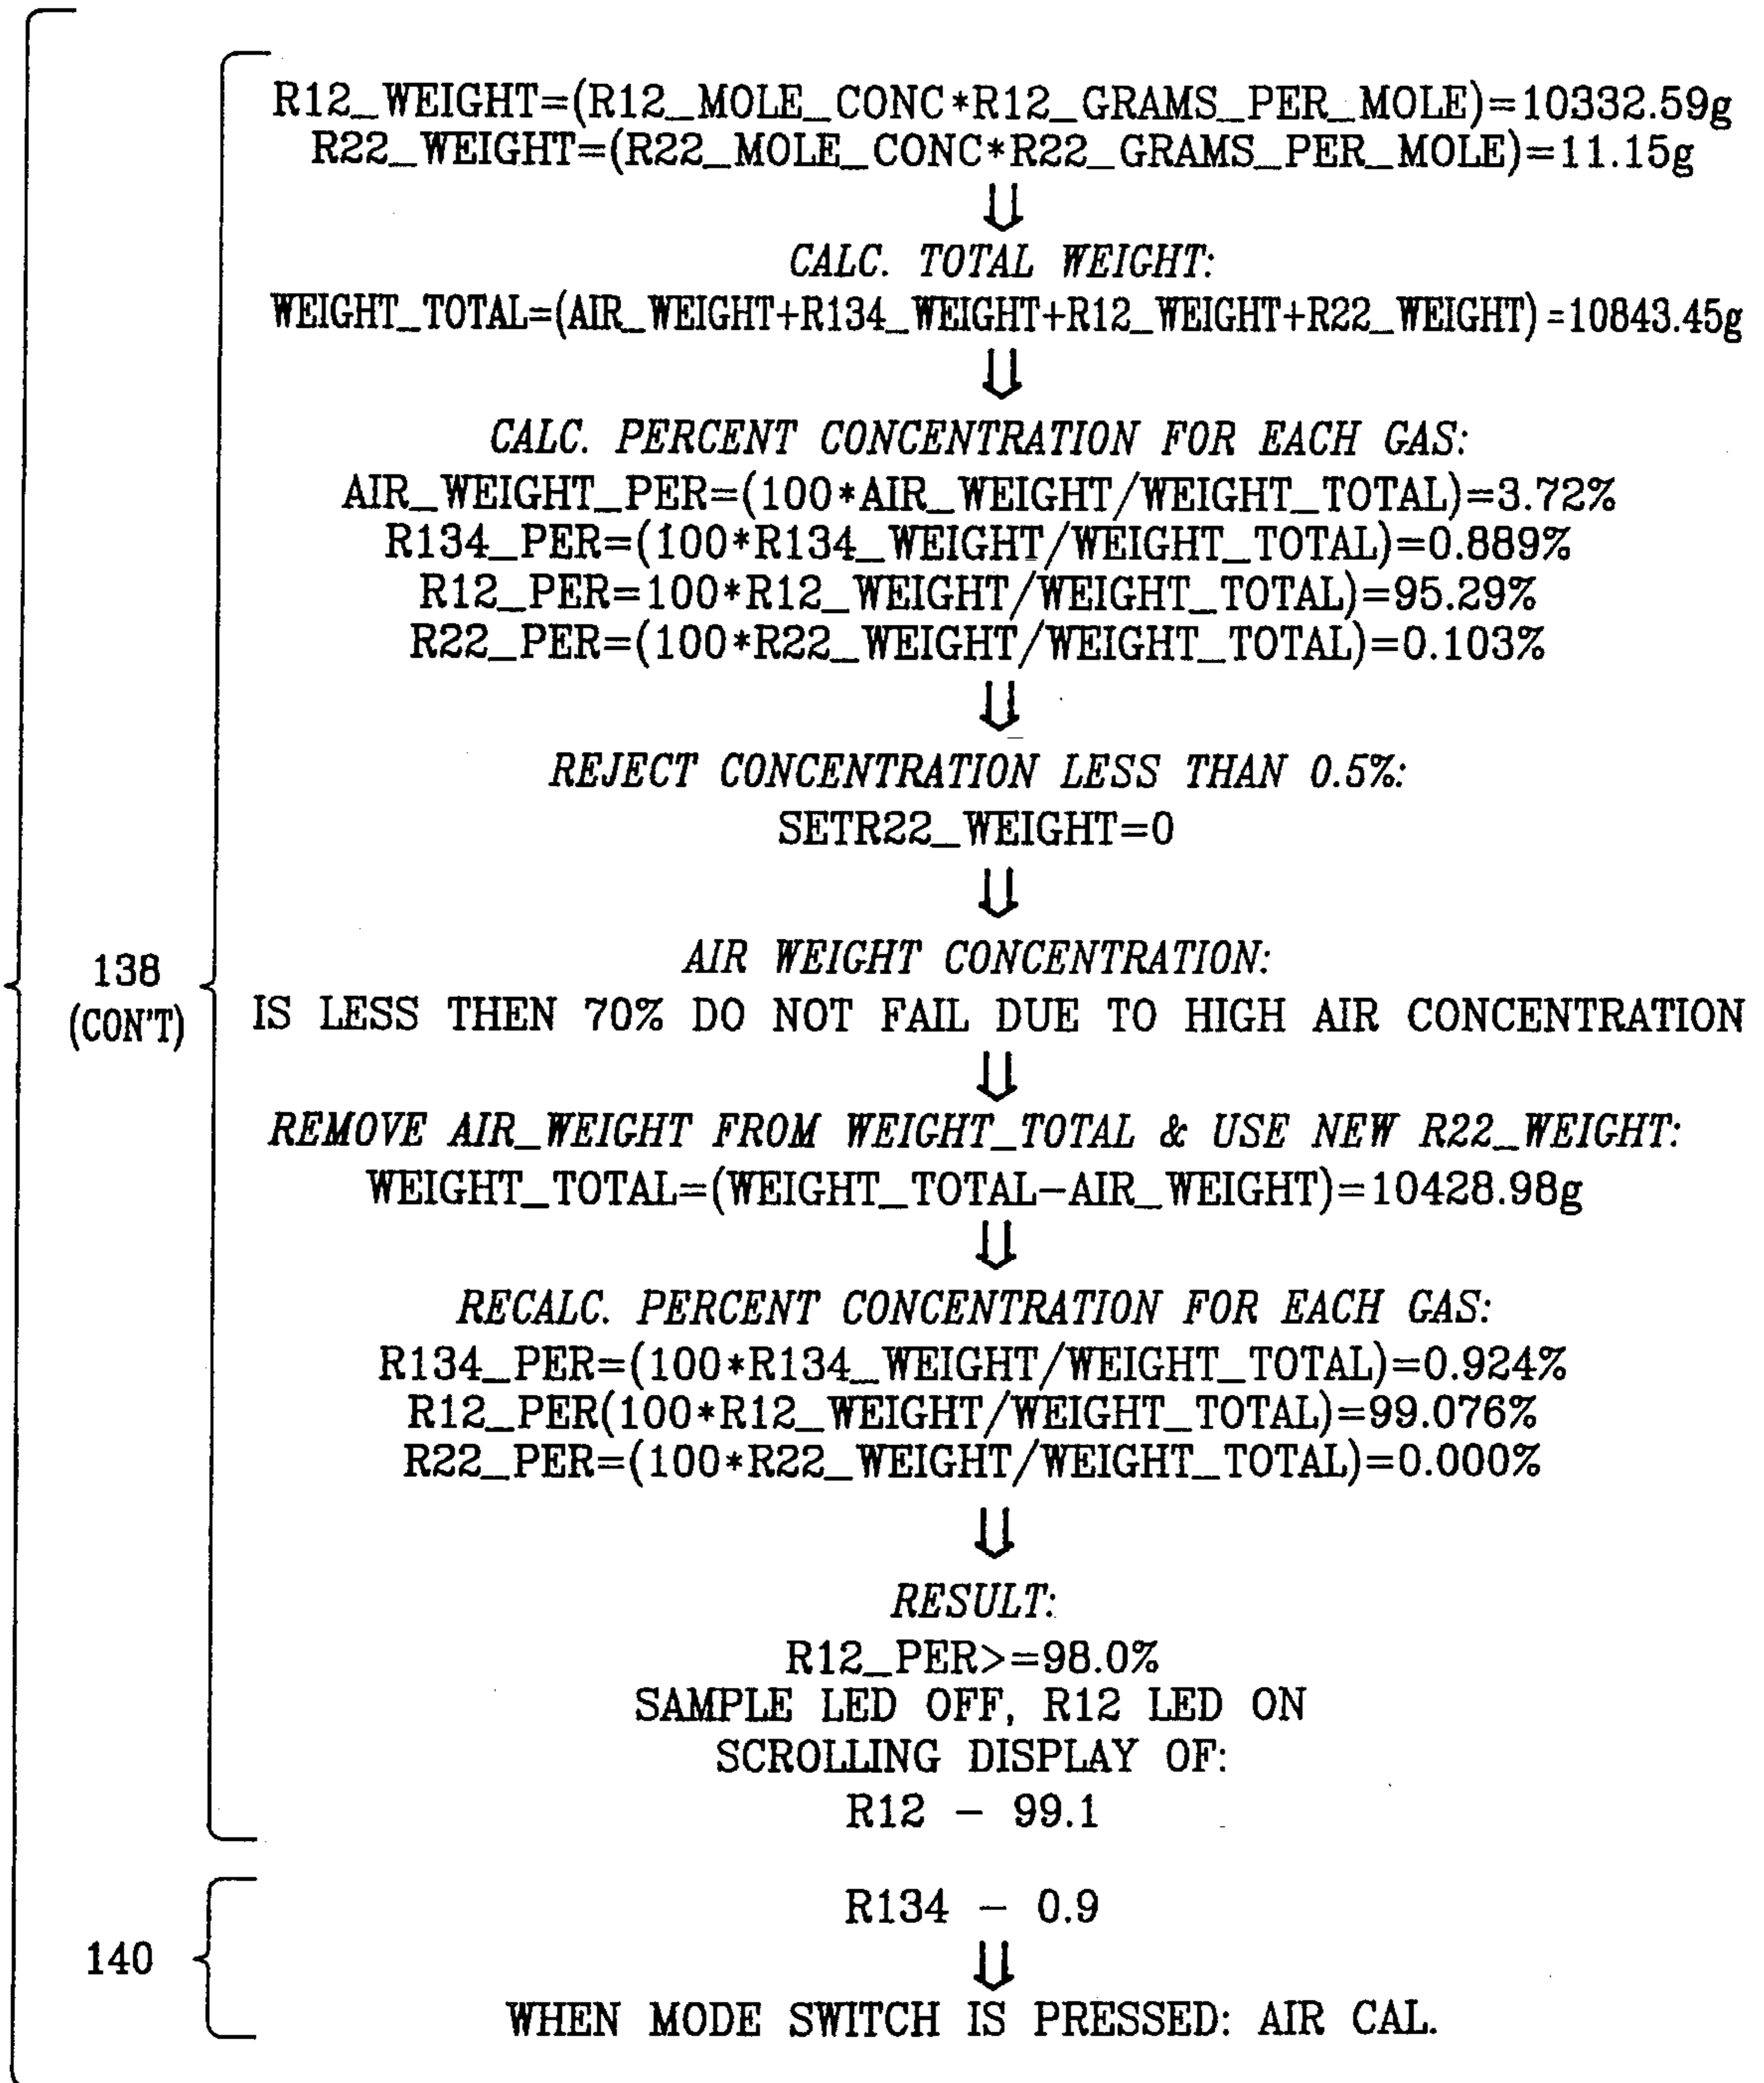 R12_WEIGHT=(R12_MOLE_CONC*R12_GRAMS_PER_MOLE)=10332.59g
R22_WEIGHT=(R22_MOLE_CONC*R22_GRAMS_PER_MOLE)=11.15g
⇓
CALC. TOTAL WEIGHT:
WEIGHT_TOTAL=(AIR_WEIGHT+R134_WEIGHT+R12_WEIGHT+R22_WEIGHT)=10843.45g
⇓
CALC. PERCENT CONCENTRATION FOR EACH GAS:
AIR_WEIGHT_PER=(100*AIR_WEIGHT/WEIGHT_TOTAL)=3.72%
R134_PER=(100*R134_WEIGHT/WEIGHT_TOTAL)=0.889%
R12_PER=100*R12_WEIGHT/WEIGHT_TOTAL)=95.29%
R22_PER=(100*R22_WEIGHT/WEIGHT_TOTAL)=0.103%
⇓
REJECT CONCENTRATION LESS THAN 0.5%:
SETR22_WEIGHT=0
⇓
AIR WEIGHT CONCENTRATION:
138
(CON'T)
IS LESS THEN 70% DO NOT FAIL DUE TO HIGH AIR CONCENTRATION
⇓
REMOVE AIR_WEIGHT FROM WEIGHT_TOTAL & USE NEW R22_WEIGHT:
WEIGHT_TOTAL=(WEIGHT_TOTAL-AIR_WEIGHT)=10428.98g
⇓
RECALC. PERCENT CONCENTRATION FOR EACH GAS:
R134_PER=(100*R134_WEIGHT/WEIGHT_TOTAL)=0.924%
R12_PER(100*R12_WEIGHT/WEIGHT_TOTAL)=99.076%
R22_PER=(100*R22_WEIGHT/WEIGHT_TOTAL)=0.000%
⇓
RESULT:
R12_PER>=98.0%
SAMPLE LED OFF, R12 LED ON
SCROLLING DISPLAY OF:
R12 - 99.1
R134 - 0.9
140
⇓
WHEN MODE SWITCH IS PRESSED: AIR CAL.